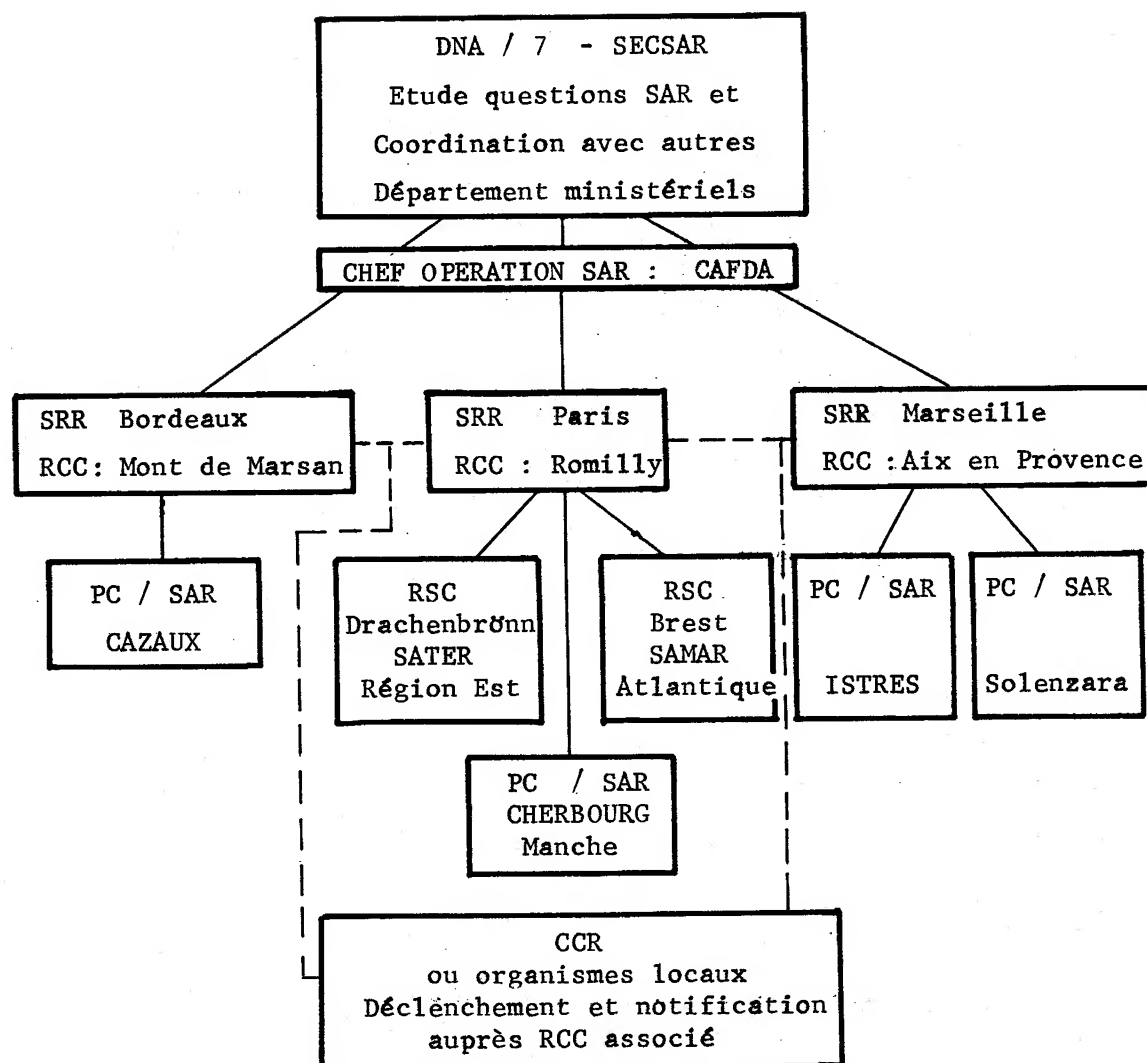 DNA / 7 - SECSAR
Etude questions SAR et
Coordination avec autres
Département ministériels
CHEF OPERATION SAR : CAFDA
SRR Bordeaux
RCC : Mont de Marsan
SRR Paris
RCC : Romilly
SRR Marseille
RCC : Aix en Provence
PC / SAR
CAZAUX
RSC
Drachenbrönn
SATER
Région Est
RSC
Brest
SAMAR
Atlantique
PC / SAR
ISTRES
PC / SAR
Solenzara
PC / SAR
CHERBOURG
Manche
CCR
ou organismes locaux
Déclenchement et notification
auprès RCC associé